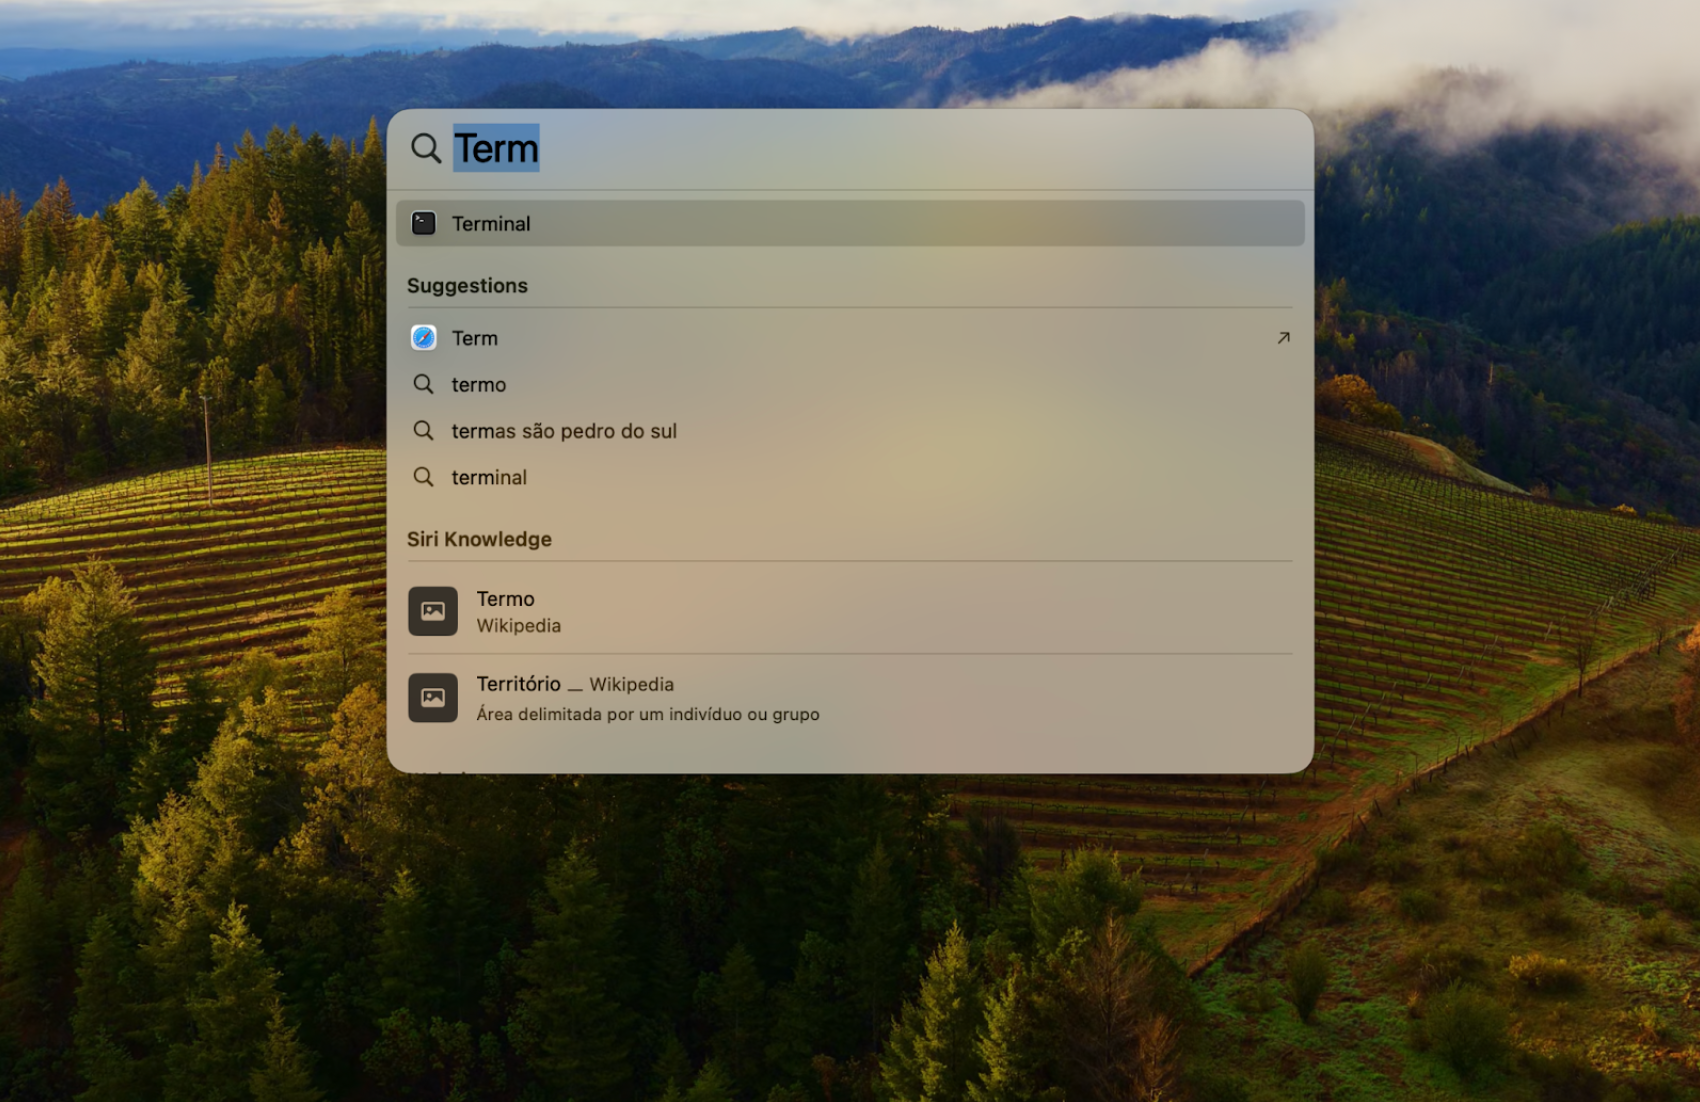 Term
Terminal
Suggestions
Term
termo
termas são pedro do sul
terminal
Siri Knowledge
Termo
Wikipedia
Território — Wikipedia
Área delimitada por um indivíduo ou grupo